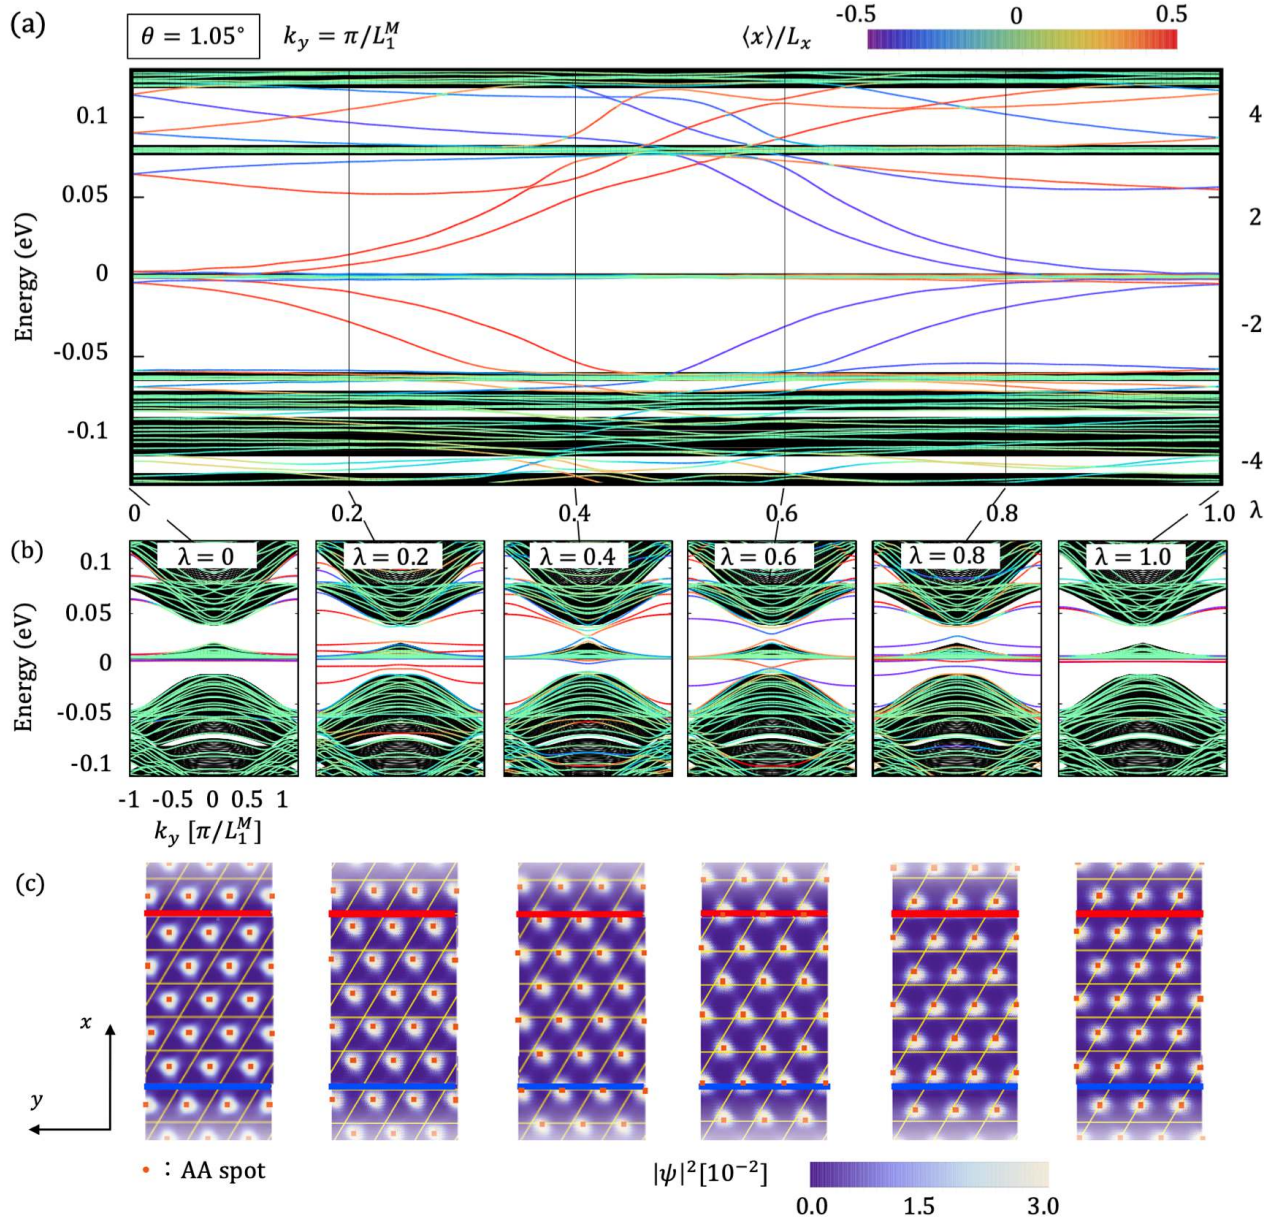 (a)
θ = 1.05°
k_y = π/L_1^M
⟨x⟩/L_x
-0.5
0
0.5
Energy (eV)
0.1
0.05
0
-0.05
-0.1
4
2
-2
-4
0
0.2
0.4
0.6
0.8
1.0
λ
(b)
λ = 0
λ = 0.2
λ = 0.4
λ = 0.6
λ = 0.8
λ = 1.0
Energy (eV)
0.1
0.05
0
-0.05
-0.1
-1 -0.5 0 0.5 1
k_y [π/L_1^M]
(c)
x
y
: AA spot
|ψ|²[10⁻²]
0.0
1.5
3.0